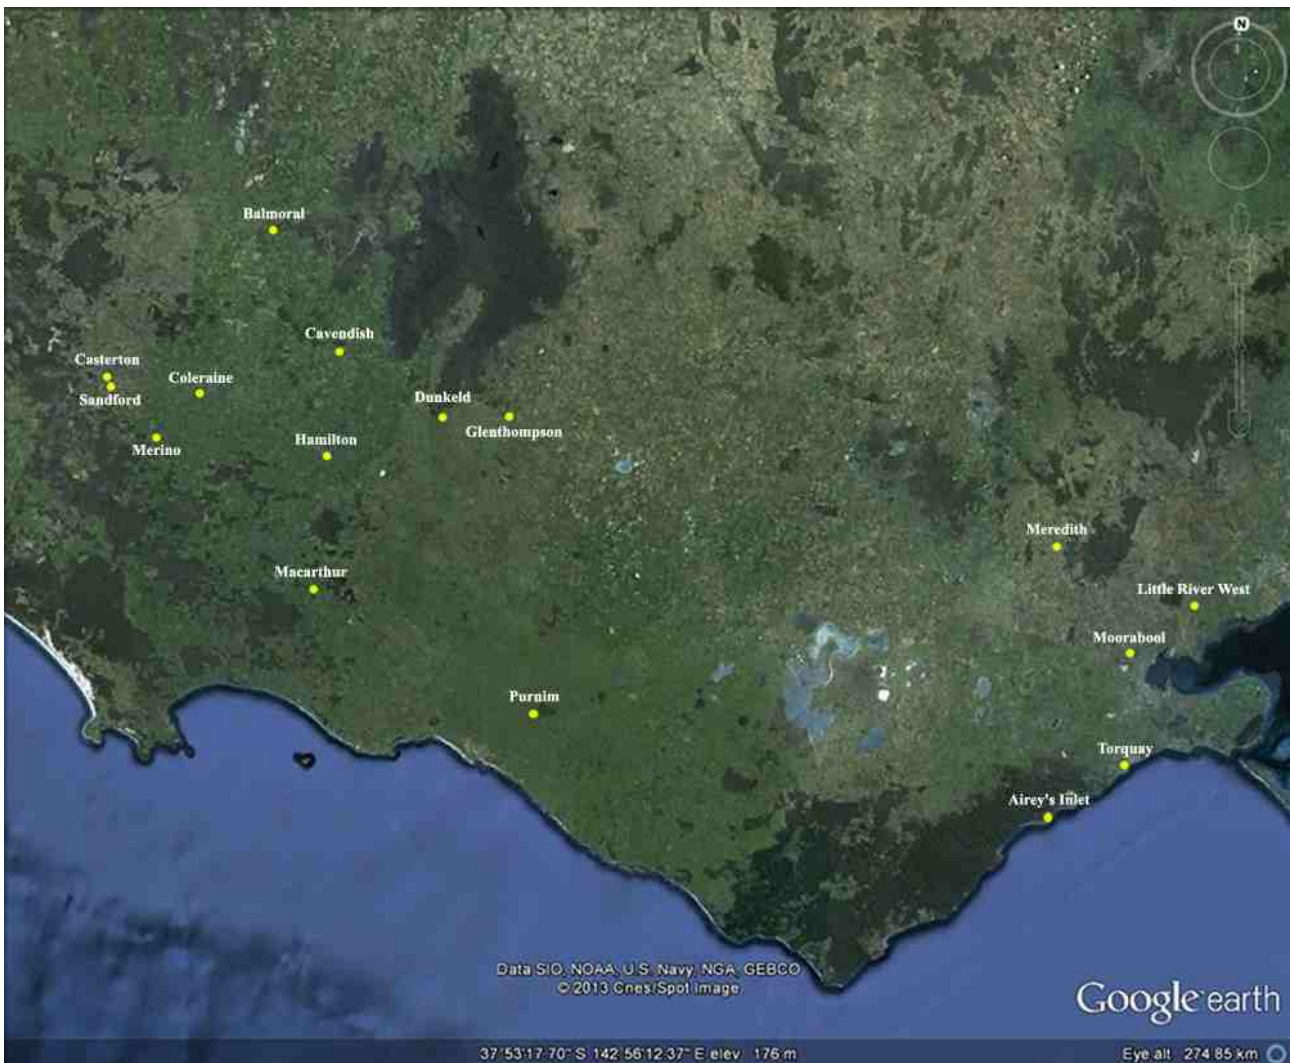 N
Balmoral
Cavendish
Casterton
Coleraine
Sandford
Dunkeld
Glenthompson
Merino
Hamilton
Meredith
Macarthur
Little River West
Moorabool
Purnim
Torquay
Airey's Inlet
Data SIO, NOAA, U.S. Navy, NGA, GEBCO
© 2013 Cnes/Spot Image
Google earth
37°53'17.70" S 142°56'12.37" E elev 176 m
Eye alt 274.85 km